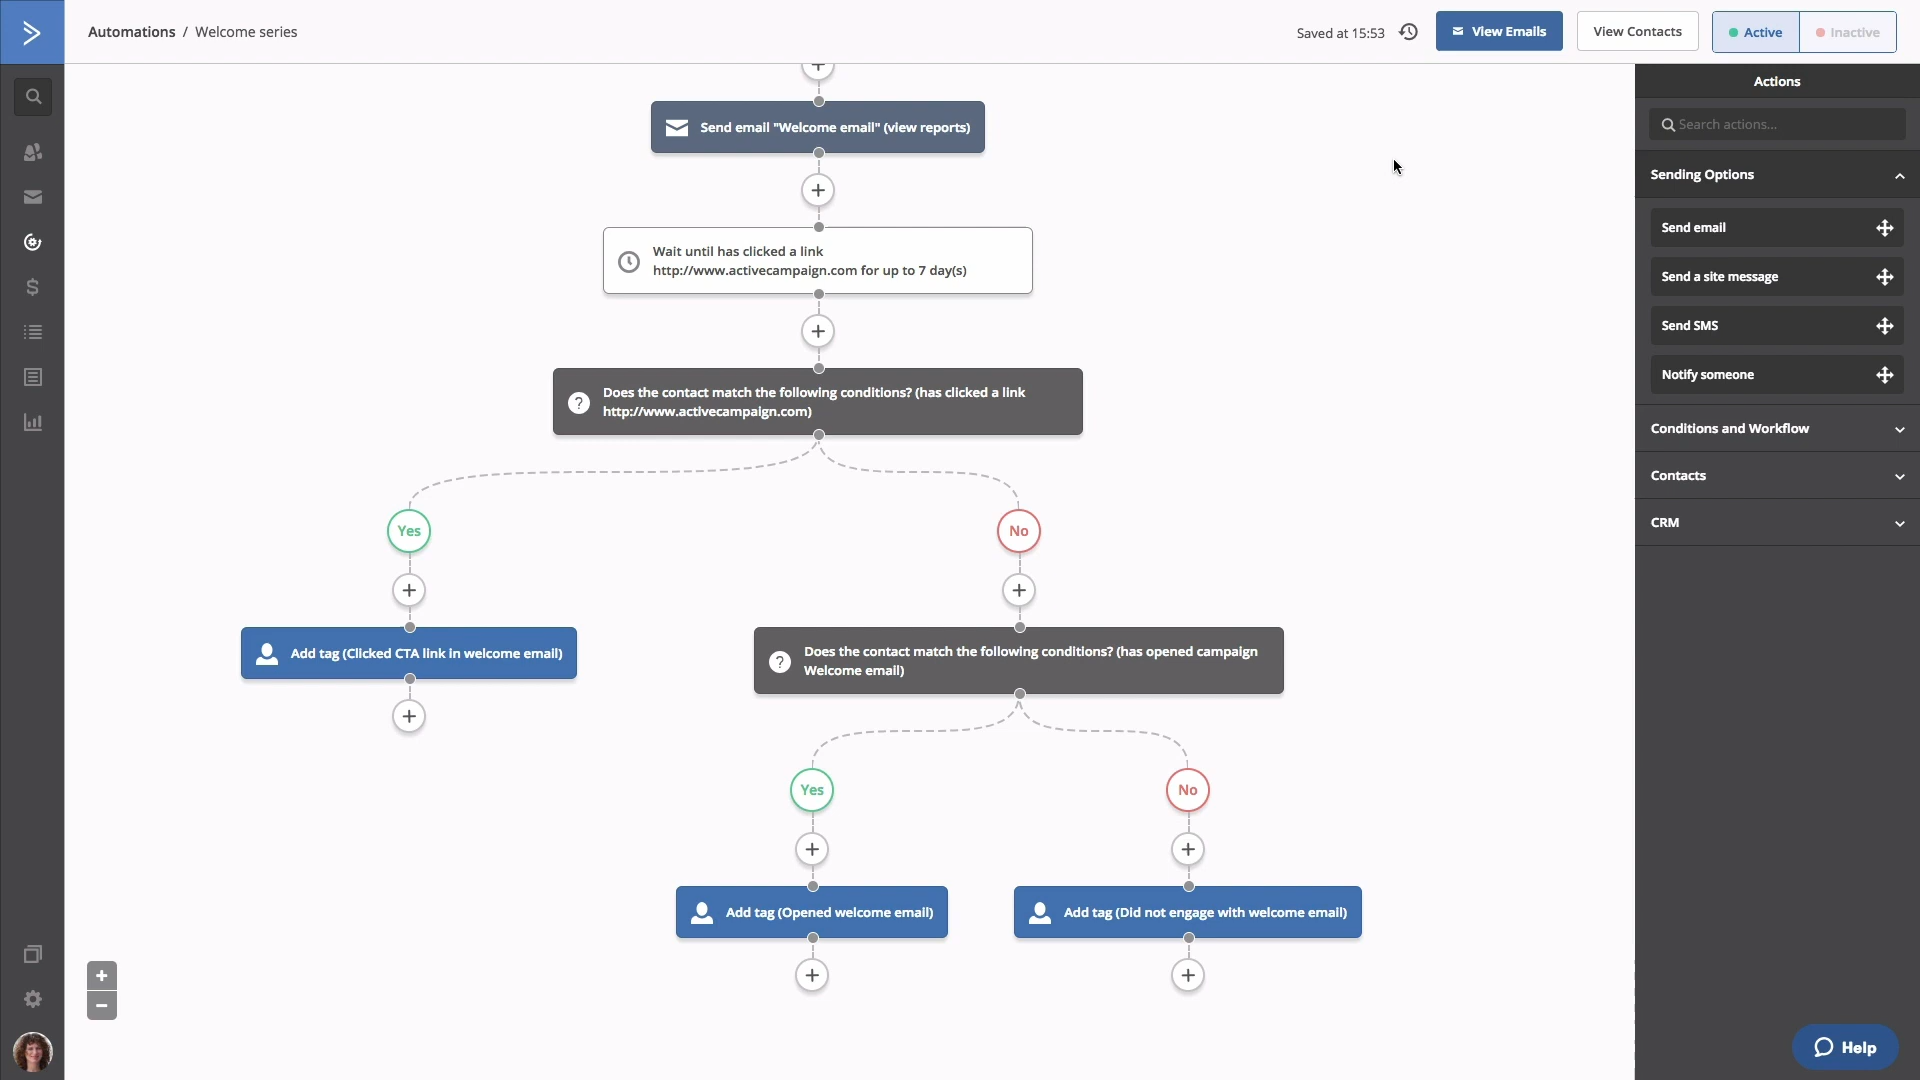 Automations / Welcome series
Saved at 15:53
View Emails
View Contacts
Active
Inactive
Send email "Welcome email" (view reports)
Wait until has clicked a link
http://www.activecampaign.com for up to 7 day(s)
Does the contact match the following conditions? (has clicked a link
http://www.activecampaign.com)
Yes
No
Add tag (Clicked CTA link in welcome email)
Does the contact match the following conditions? (has opened campaign
Welcome email)
Yes
No
Add tag (Opened welcome email)
Add tag (Did not engage with welcome email)
Actions
Search actions...
Sending Options
Send email
Send a site message
Send SMS
Notify someone
Conditions and Workflow
Contacts
CRM
Help